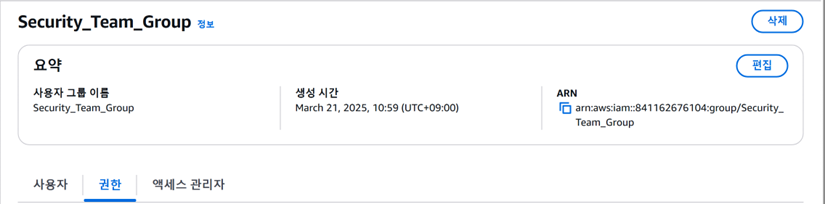 Security_Team_Group 정보
삭제
요약
편집
사용자 그룹 이름
Security_Team_Group
생성 시간
March 21, 2025, 10:59 (UTC+09:00)
ARN
arn:aws:iam::841162676104:group/Security_
Team_Group
사용자
권한
액세스 관리자